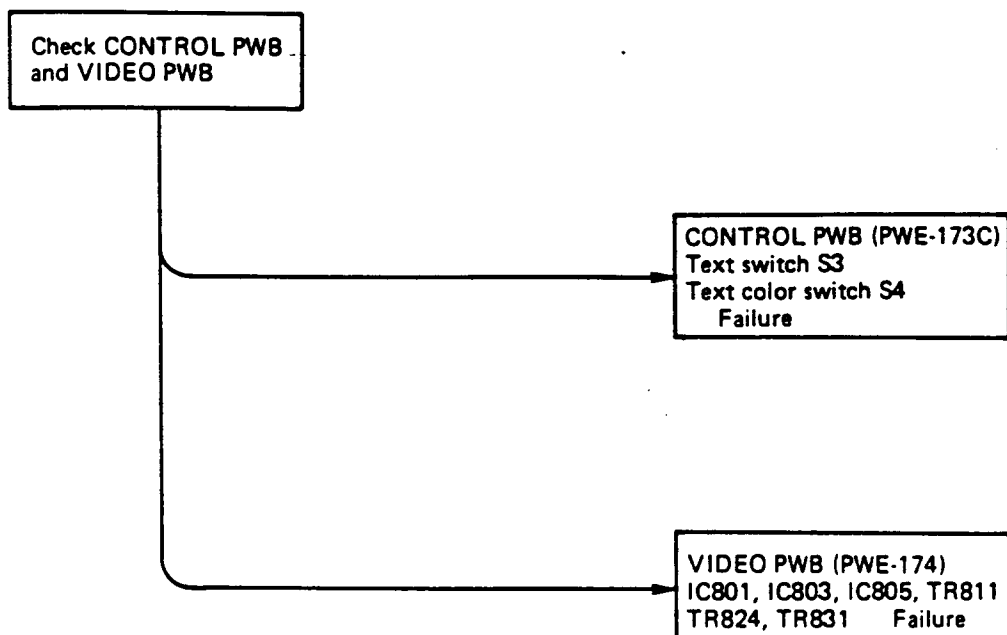 Check CONTROL PWB
and VIDEO PWB
CONTROL PWB (PWE-173C)
Text switch S3
Text color switch S4
Failure
VIDEO PWB (PWE-174)
IC801, IC803, IC805, TR811
TR824, TR831 Failure